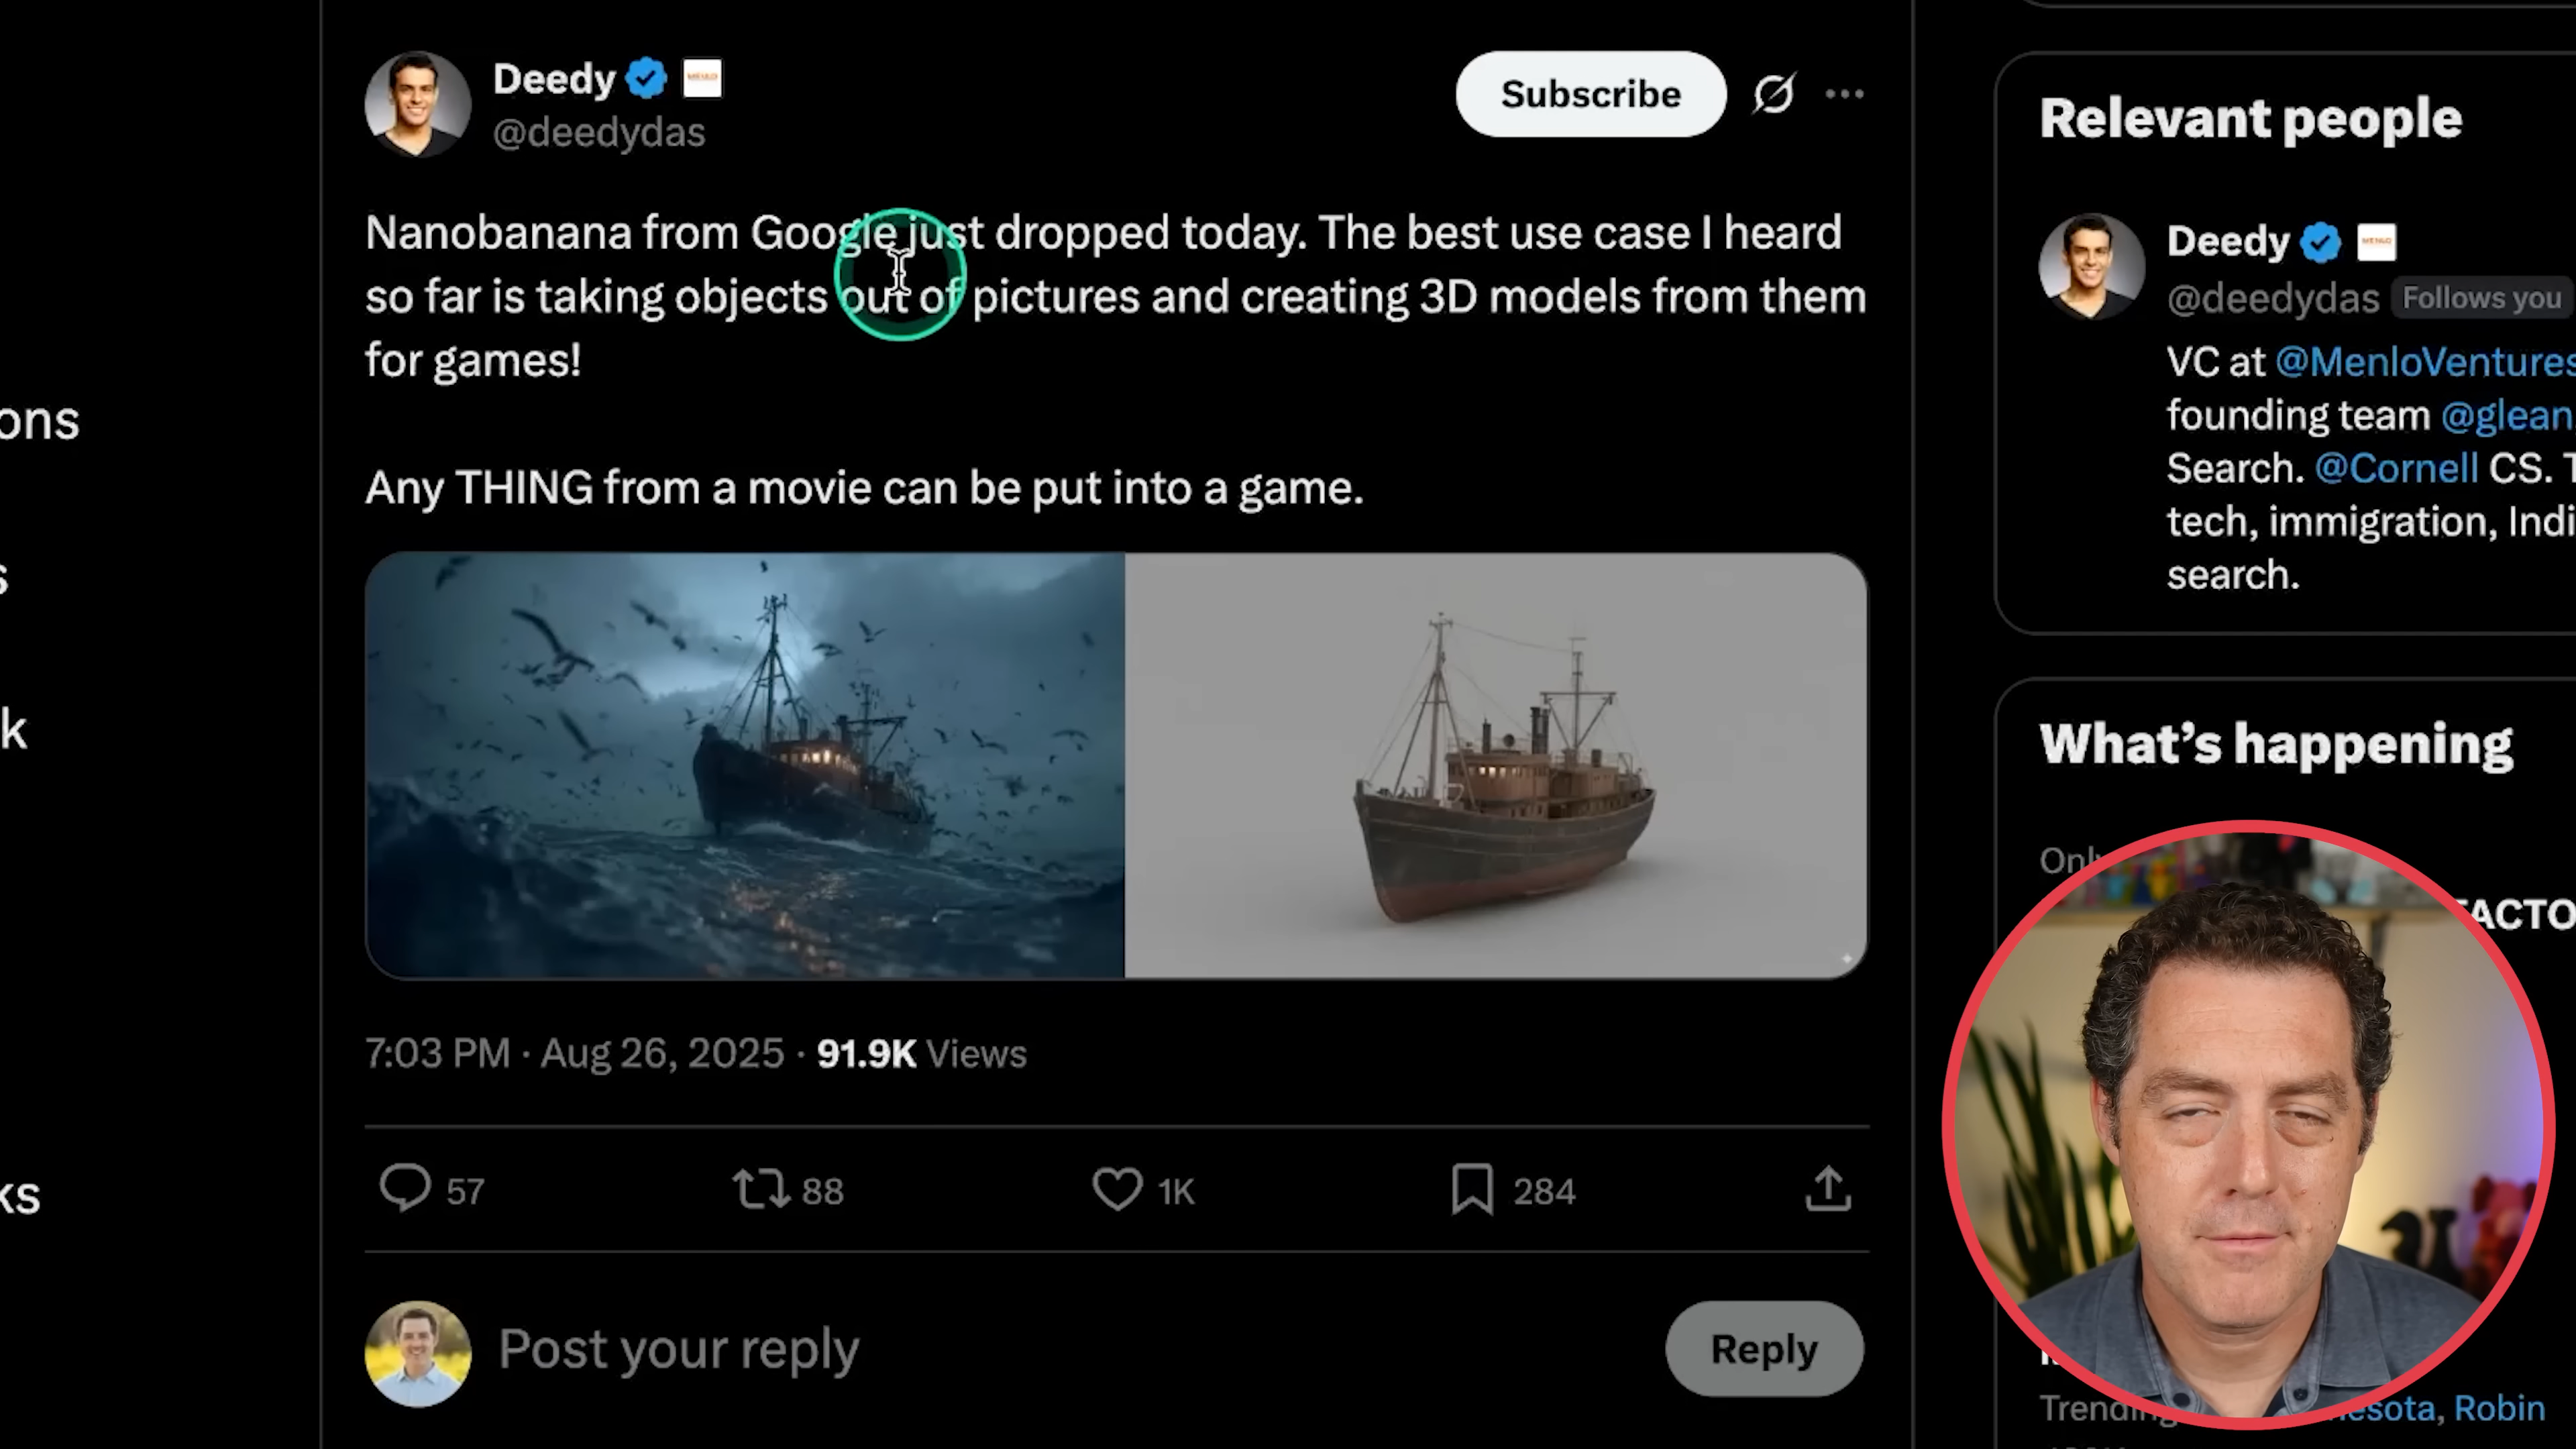 Deedy
@deedydas
Subscribe
Nanobanana from Google just dropped today. The best use case I heard
so far is taking objects out of pictures and creating 3D models from them
for games!
Any THING from a movie can be put into a game.
7:03 PM · Aug 26, 2025 · 91.9K Views
57
88
1K
284
Post your reply
Reply
ons
s
k
ks
Relevant people
Deedy
@deedydas Follows you
VC at @MenloVentures
founding team @glean
Search. @Cornell CS. T
tech, immigration, Indi
search.
What's happening
Onl
FACTO
Trending
nesota, Robin